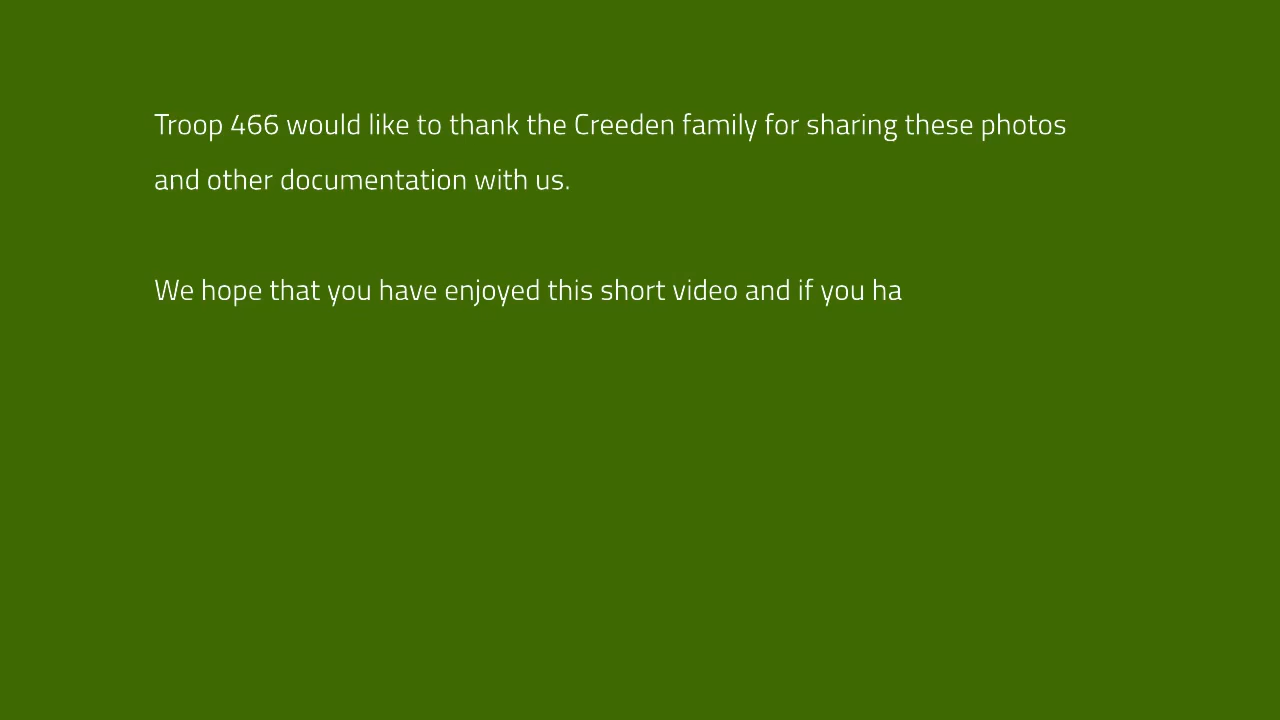 Troop 466 would like to thank the Creeden family for sharing these photos
and other documentation with us.
We hope that you have enjoyed this short video and if you ha